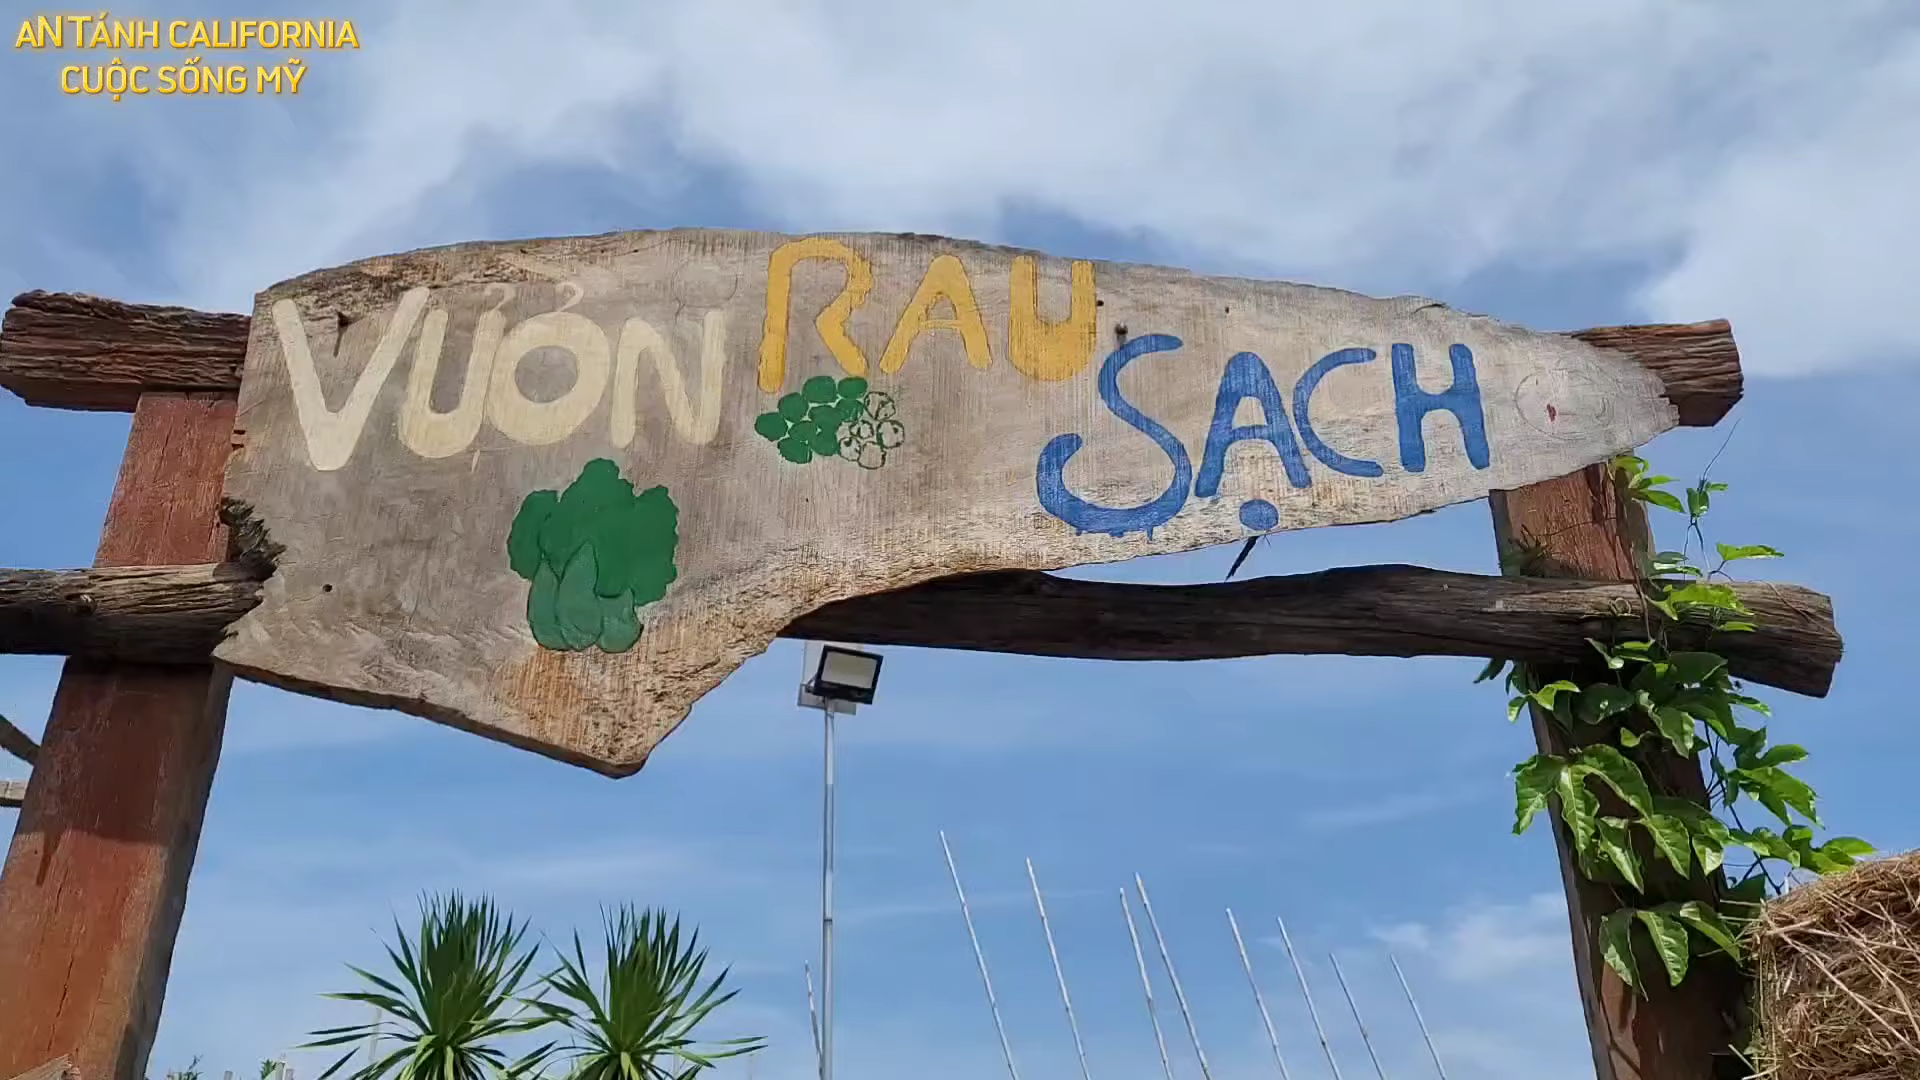 AN TÁNH CALIFORNIA
CUỘC SỐNG MỸ
VƯỜN RAU SẠCH